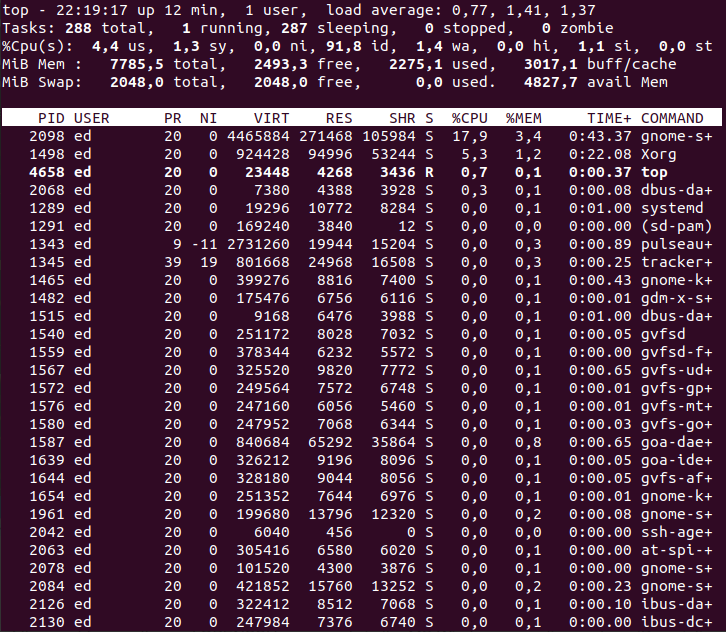 top - 22:19:17 up 12 min,  1 user,  load average: 0,77, 1,41, 1,37
Tasks: 288 total,   1 running, 287 sleeping,   0 stopped,   0 zombie
%Cpu(s):  4,4 us,  1,3 sy,  0,0 ni, 91,8 id,  1,4 wa,  0,0 hi,  1,1 si,  0,0 st
MiB Mem :   7785,5 total,   2493,3 free,   2275,1 used,   3017,1 buff/cache
MiB Swap:   2048,0 total,   2048,0 free,      0,0 used.   4827,7 avail Mem
PID USER      PR  NI    VIRT    RES    SHR S  %CPU  %MEM     TIME+ COMMAND
2098 ed        20   0 4465884 271468 105984 S  17,9   3,4   0:43.37 gnome-s+
1498 ed        20   0  924428  94996  53244 S   5,3   1,2   0:22.08 Xorg
4658 ed        20   0   23448   4268   3436 R   0,7   0,1   0:00.37 top
2068 ed        20   0    7380   4388   3928 S   0,3   0,1   0:00.08 dbus-da+
1289 ed        20   0   19296  10772   8284 S   0,0   0,1   0:01.00 systemd
1291 ed        20   0  169240   3840     12 S   0,0   0,0   0:00.00 (sd-pam)
1343 ed         9 -11 2731260  19944  15204 S   0,0   0,3   0:00.89 pulseau+
1345 ed        39  19  801668  24968  16508 S   0,0   0,3   0:00.25 tracker+
1465 ed        20   0  399276   8816   7400 S   0,0   0,1   0:00.43 gnome-k+
1482 ed        20   0  175476   6756   6116 S   0,0   0,1   0:00.01 gdm-x-s+
1515 ed        20   0    9168   6476   3988 S   0,0   0,1   0:01.00 dbus-da+
1540 ed        20   0  251172   8028   7032 S   0,0   0,1   0:00.05 gvfsd
1559 ed        20   0  378344   6232   5572 S   0,0   0,1   0:00.00 gvfsd-f+
1567 ed        20   0  325520   9820   7772 S   0,0   0,1   0:00.65 gvfs-ud+
1572 ed        20   0  249564   7572   6748 S   0,0   0,1   0:00.01 gvfs-gp+
1576 ed        20   0  247160   6056   5460 S   0,0   0,1   0:00.01 gvfs-mt+
1580 ed        20   0  247952   7068   6344 S   0,0   0,1   0:00.03 gvfs-go+
1587 ed        20   0  840684  65292  35864 S   0,0   0,8   0:00.65 goa-dae+
1639 ed        20   0  326212   9196   8096 S   0,0   0,1   0:00.05 goa-ide+
1644 ed        20   0  328180   9044   8056 S   0,0   0,1   0:00.05 gvfs-af+
1654 ed        20   0  251352   7644   6976 S   0,0   0,1   0:00.01 gnome-k+
1961 ed        20   0  199680  13796  12320 S   0,0   0,2   0:00.08 gnome-s+
2042 ed        20   0    6040    456      0 S   0,0   0,0   0:00.00 ssh-age+
2063 ed        20   0  305416   6580   6020 S   0,0   0,1   0:00.00 at-spi-+
2078 ed        20   0  101520   4300   3876 S   0,0   0,1   0:00.00 gnome-s+
2084 ed        20   0  421852  15760  13252 S   0,0   0,2   0:00.23 gnome-s+
2126 ed        20   0  322412   8512   7068 S   0,0   0,1   0:00.10 ibus-da+
2130 ed        20   0  247984   7376   6740 S   0,0   0,1   0:00.00 ibus-dc+